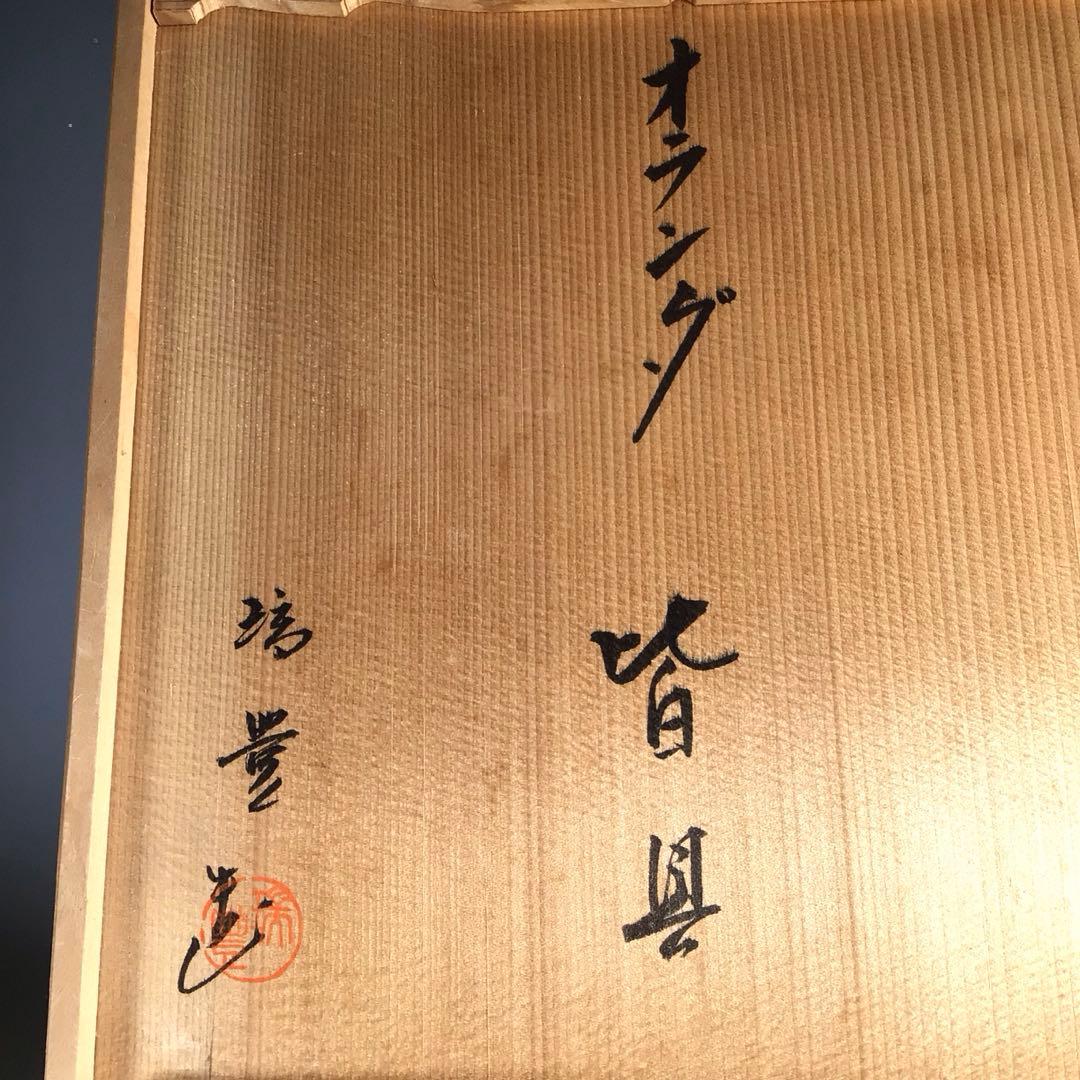 オランダ 皆具
瑞豊 造